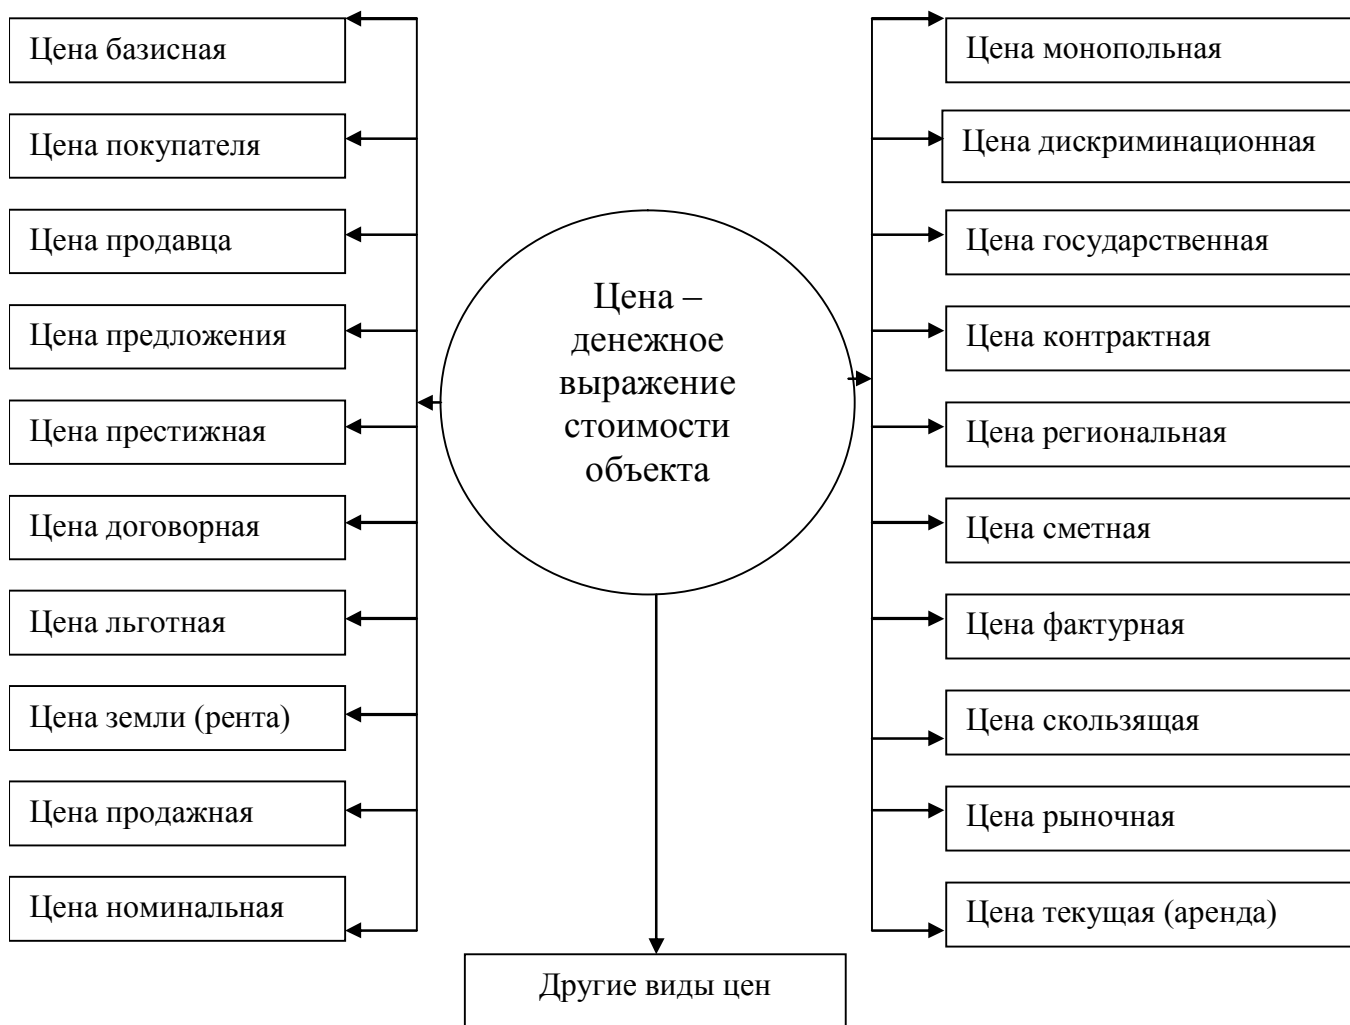 Цена базисная
Цена покупателя
Цена продавца
Цена предложения
Цена престижная
Цена договорная
Цена льготная
Цена земли (рента)
Цена продажная
Цена номинальная
Цена –
денежное
выражение
стоимости
объекта
Другие виды цен
Цена монопольная
Цена дискриминационная
Цена государственная
Цена контрактная
Цена региональная
Цена сметная
Цена фактурная
Цена скользящая
Цена рыночная
Цена текущая (аренда)